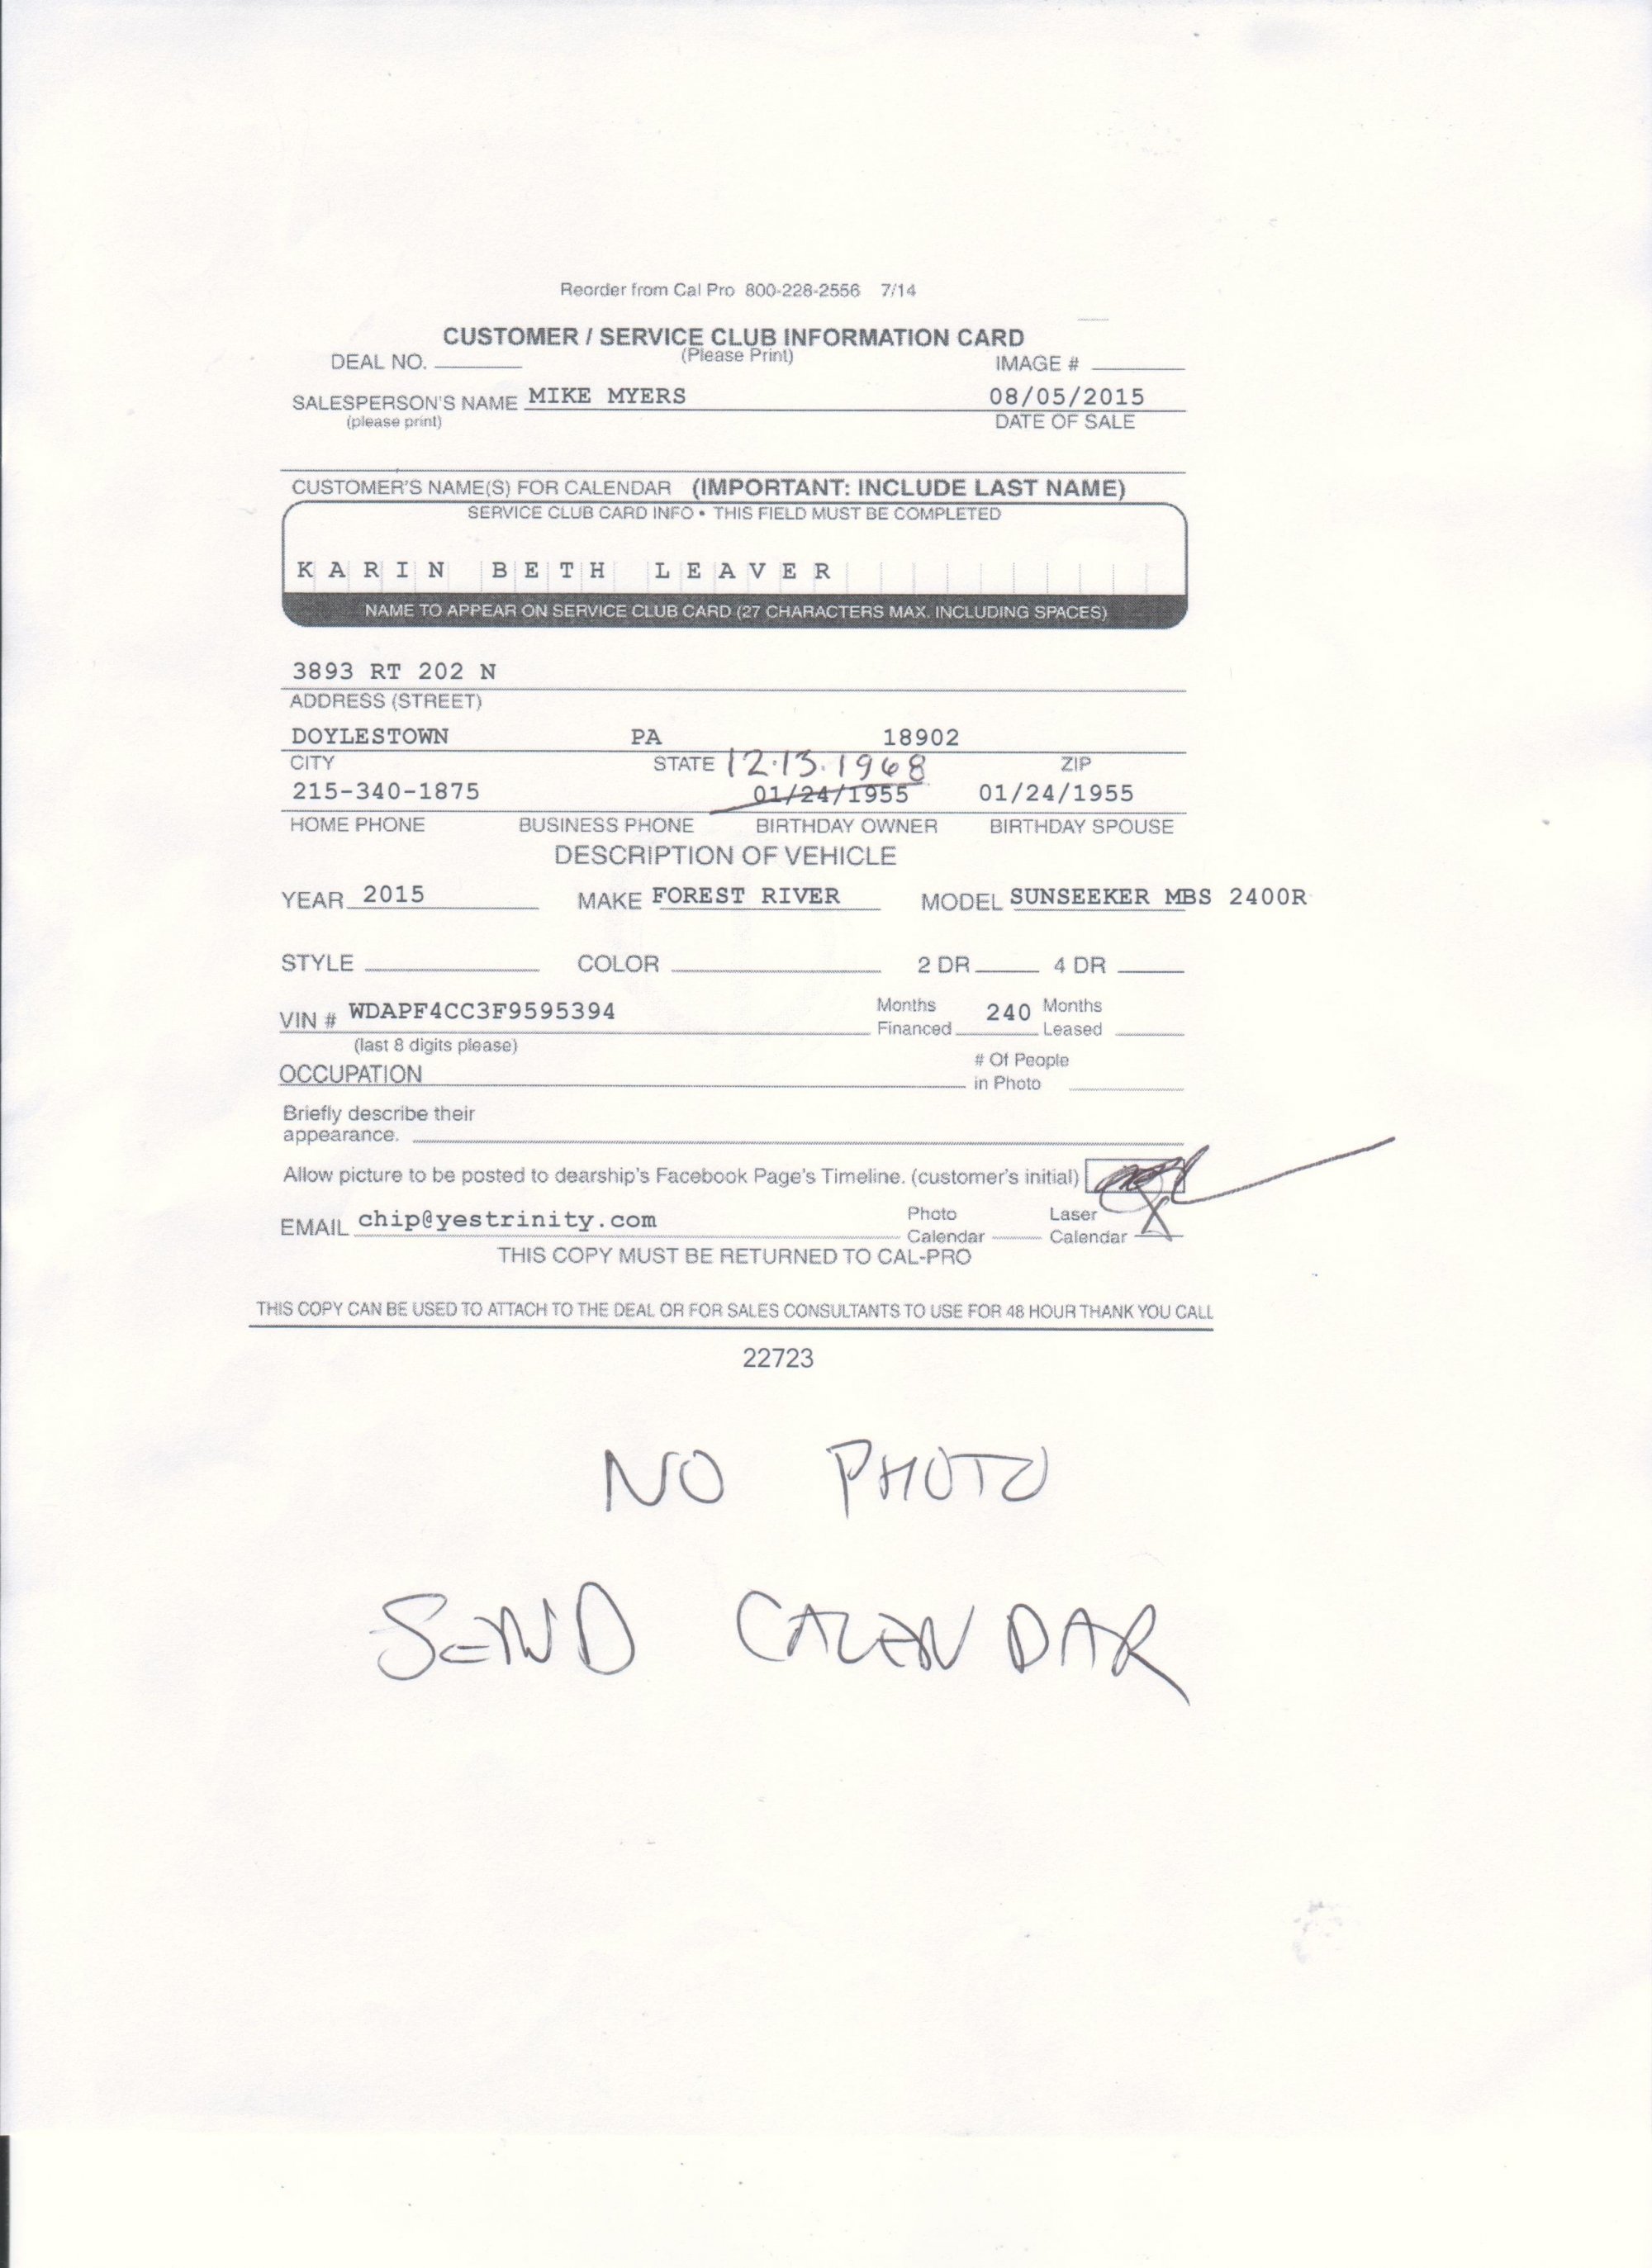 Reorder from Cal Pro 800-228-2556 7/14
CUSTOMER / SERVICE CLUB INFORMATION CARD
(Please Print)
DEAL NO. IMAGE #
SALESPERSON'S NAME MIKE MYERS 08/05/2015
(please print) DATE OF SALE
CUSTOMER'S NAME(S) FOR CALENDAR (IMPORTANT: INCLUDE LAST NAME)
SERVICE CLUB CARD INFO • THIS FIELD MUST BE COMPLETED
KARIN BETH LEAVER
NAME TO APPEAR ON SERVICE CLUB CARD (27 CHARACTERS MAX. INCLUDING SPACES)
3893 RT 202 N
ADDRESS (STREET)
DOYLESTOWN PA 18902
CITY STATE 12.13.1968 ZIP
215-340-1875 01/24/1955 01/24/1955
HOME PHONE BUSINESS PHONE BIRTHDAY OWNER BIRTHDAY SPOUSE
DESCRIPTION OF VEHICLE
YEAR 2015 MAKE FOREST RIVER MODEL SUNSEEKER MBS 2400R
STYLE COLOR 2 DR 4 DR
VIN # WDAPF4CC3F9595394 Months Financed 240 Months Leased
(last 8 digits please)
OCCUPATION # Of People in Photo
Briefly describe their
appearance.
Allow picture to be posted to dearship's Facebook Page's Timeline. (customer's initial)
EMAIL chip@yestrinity.com Photo Calendar Laser Calendar X
THIS COPY MUST BE RETURNED TO CAL-PRO
THIS COPY CAN BE USED TO ATTACH TO THE DEAL OR FOR SALES CONSULTANTS TO USE FOR 48 HOUR THANK YOU CALL
22723
NO PHOTO
SEND CALENDAR